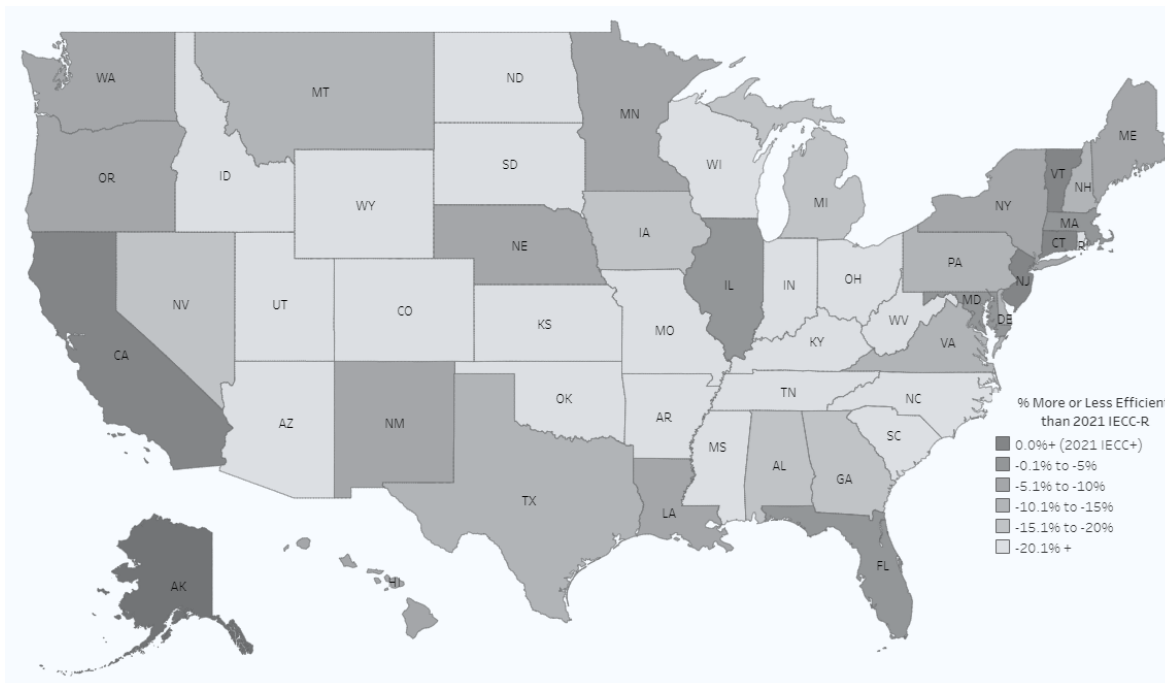 WA
MT
ND
MN
ME
OR
ID
SD
WI
VT
NH
WY
MI
NY
MA
CT
R
NE
IA
PA
NJ
NV
UT
CO
IL
IN
OH
MD
DE
KS
MO
WV
VA
CA
KY
AZ
NM
OK
AR
TN
NC
SC
MS
AL
GA
TX
LA
FL
AK
HI
% More or Less Efficient
than 2021 IECC-R
0.0%+ (2021 IECC+)
-0.1% to -5%
-5.1% to -10%
-10.1% to -15%
-15.1% to -20%
-20.1% +